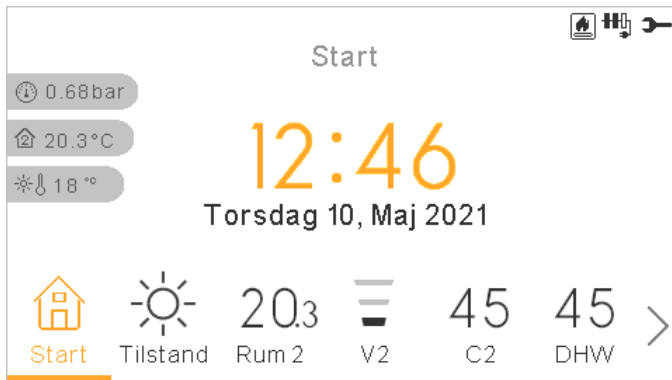 Start
0.68bar
2 20.3°C
18 °C
12:46
Torsdag 10, Maj 2021
20.3 45 45
Start Tilstand Rum 2 V2 C2 DHW